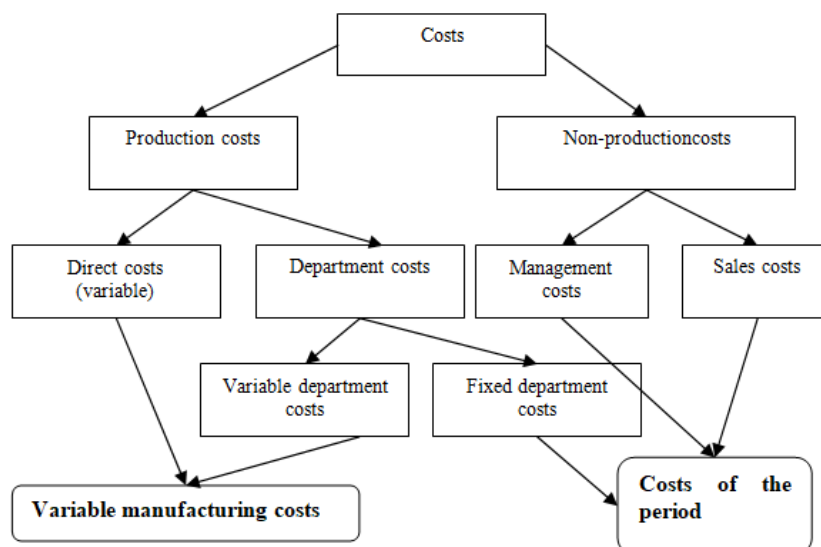 Costs
Production costs
Non-productioncosts
Direct costs
(variable)
Department costs
Management
costs
Sales costs
Variable department
costs
Fixed department
costs
Variable manufacturing costs
Costs of the
period